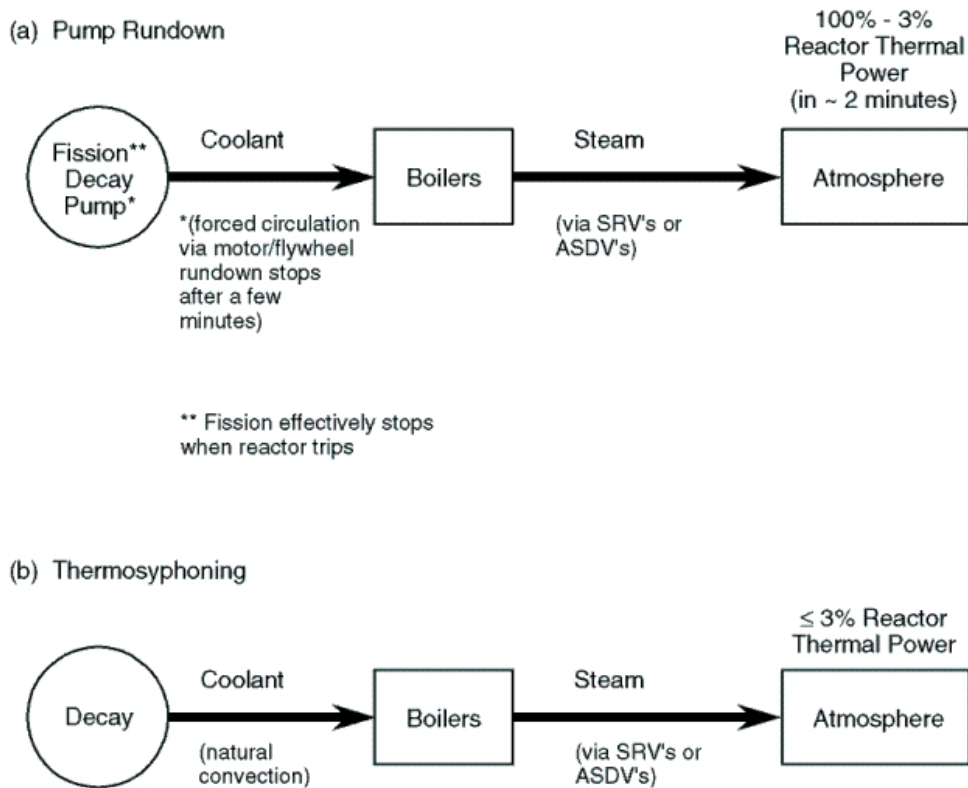 (a) Pump Rundown
100% - 3%
Reactor Thermal
Power
(in ~ 2 minutes)
Fission**
Decay
Pump*
Coolant
*(forced circulation
via motor/flywheel
rundown stops
after a few
minutes)
Boilers
Steam
(via SRV's or
ASDV's)
Atmosphere
** Fission effectively stops
when reactor trips
(b) Thermosyphoning
≤ 3% Reactor
Thermal Power
Decay
Coolant
(natural
convection)
Boilers
Steam
(via SRV's or
ASDV's)
Atmosphere